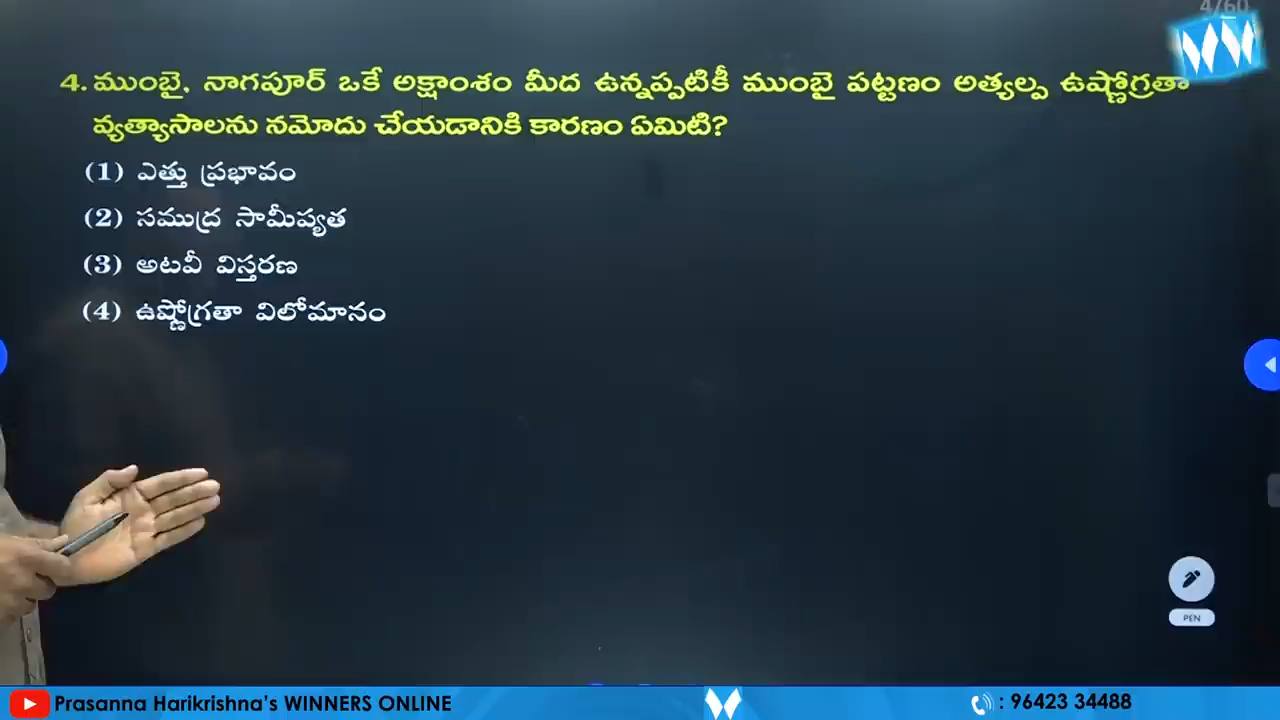 4/60
4. ముంబై, నాగపూర్ ఒకే అక్షాంశం మీద ఉన్నప్పటికీ ముంబై పట్టణం అత్యల్ప ఉష్ణోగ్రతా
వ్యత్యాసాలను నమోదు చేయడానికి కారణం ఏమిటి?
(1) ఎత్తు ప్రభావం
(2) సముద్ర సామీప్యత
(3) అటవీ విస్తరణ
(4) ఉష్ణోగ్రతా విలోమానం
PEN
Prasanna Harikrishna's WINNERS ONLINE
: 96423 34488